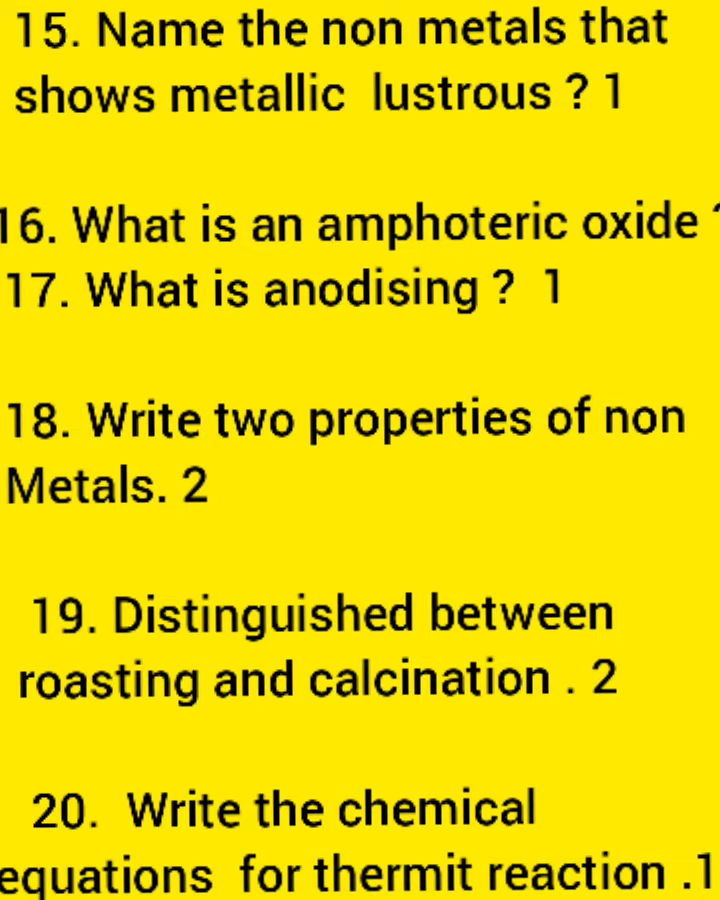 15. Name the non metals that
shows metallic lustrous ? 1
16. What is an amphoteric oxide ?
17. What is anodising ? 1
18. Write two properties of non
Metals. 2
19. Distinguished between
roasting and calcination . 2
20. Write the chemical
equations for thermit reaction .1